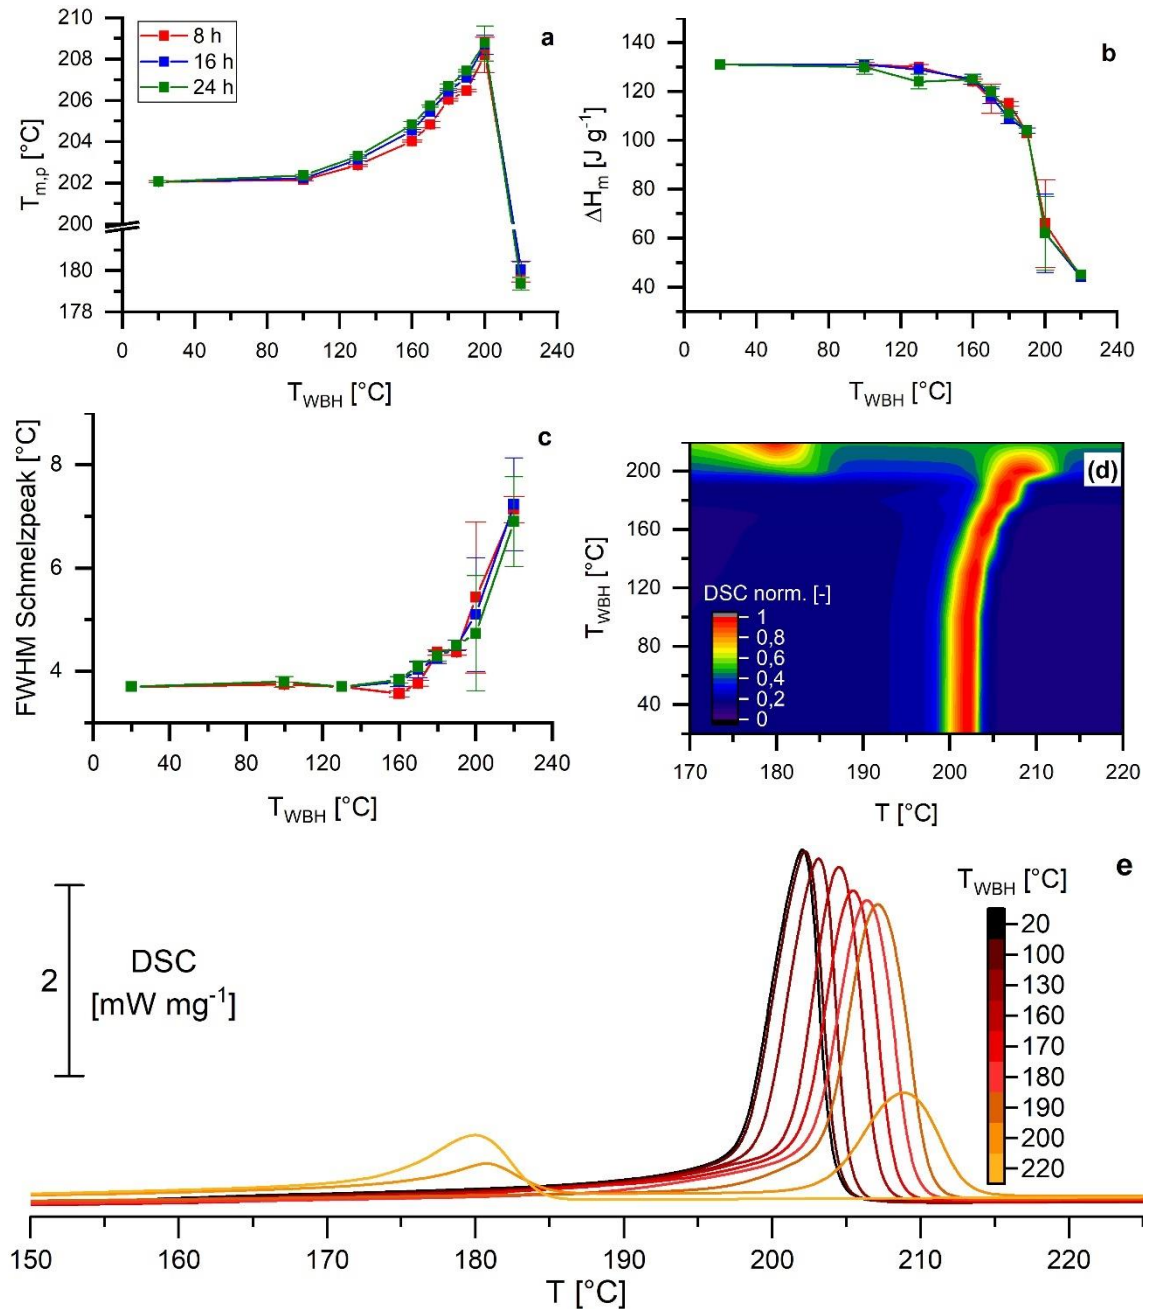 a
8 h
16 h
24 h
T_m,p [°C]
210
208
206
204
202
200
180
178
0 40 80 120 160 200 240
T_WBH [°C]
b
ΔH_m [J g⁻¹]
140
120
100
80
60
40
0 40 80 120 160 200 240
T_WBH [°C]
c
FWHM Schmelzpeak [°C]
8
6
4
0 40 80 120 160 200 240
T_WBH [°C]
(d)
T_WBH [°C]
200
160
120
80
40
DSC norm. [-]
1
0,8
0,6
0,4
0,2
0
170 180 190 200 210 220
T [°C]
e
2
DSC
[mW mg⁻¹]
T_WBH [°C]
20
100
130
160
170
180
190
200
220
150 160 170 180 190 200 210 220
T [°C]